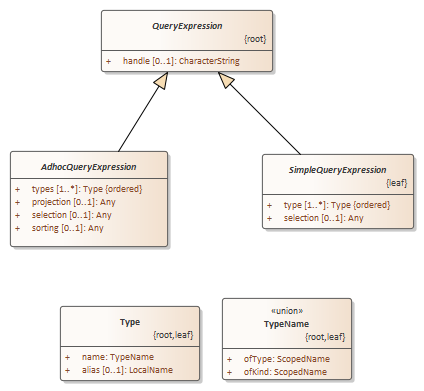 QueryExpression
{root}
+ handle [0..1]: CharacterString
AdhocQueryExpression
+ types [1..*]: Type {ordered}
+ projection [0..1]: Any
+ selection [0..1]: Any
+ sorting [0..1]: Any
SimpleQueryExpression
{leaf}
+ type [1..*]: Type {ordered}
+ selection [0..1]: Any
Type
{root,leaf}
+ name: TypeName
+ alias [0..1]: LocalName
«union»
TypeName
{root,leaf}
+ ofType: ScopedName
+ ofKind: ScopedName